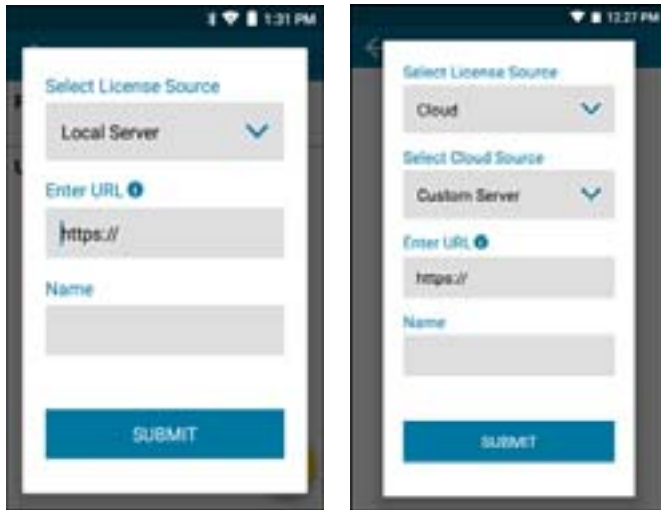 1:31 PM
Select License Source
Local Server
Enter URL
https://
Name
SUBMIT
12:27 PM
Select License Source
Cloud
Select Cloud Source
Custom Server
Enter URL
https://
Name
SUBMIT